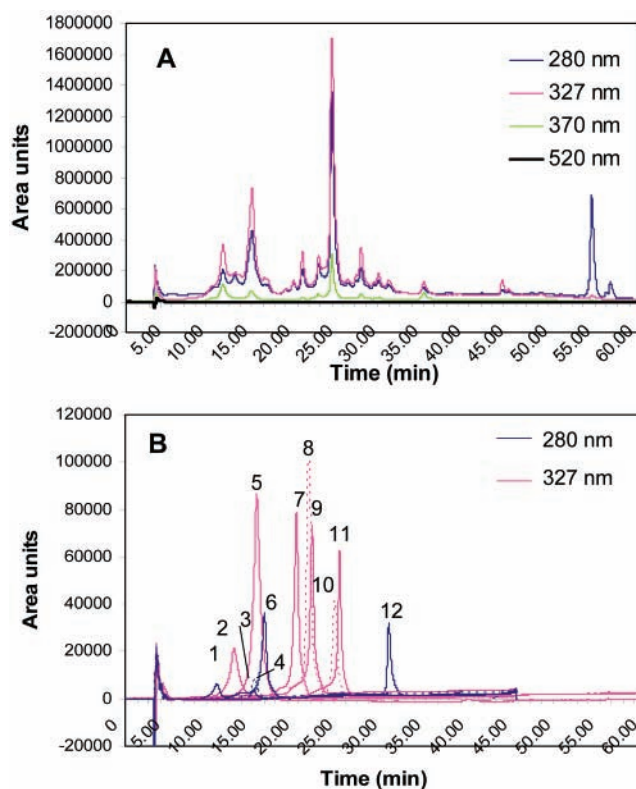 A
280 nm
327 nm
370 nm
520 nm
Area units
1800000
1600000
1400000
1200000
1000000
800000
600000
400000
200000
0
-200000
0 5.00 10.00 15.00 20.00 25.00 30.00 35.00 40.00 45.00 50.00 55.00 60.00
Time (min)
B
280 nm
327 nm
Area units
120000
100000
80000
60000
40000
20000
0
-20000
1 2 3 4 5 6 7 8 9 10 11 12
0 5.00 10.00 15.00 20.00 25.00 30.00 35.00 40.00 45.00 50.00 55.00 60.00
Time (min)